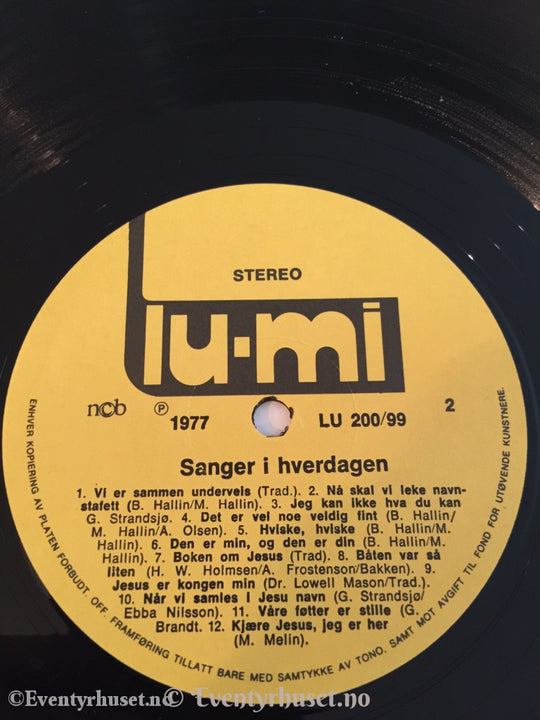 STEREO
lu-mi
ncb ℗ 1977 LU 200/99 2
Sanger i hverdagen
1. Vi er sammen underveis (Trad.). 2. Nå skal vi leke navn-
stafett (B. Hallin/M. Hallin). 3. Jeg kan ikke hva du kan
G. Strandsjø. 4. Det er vel noe veldig fint (B. Hallin/
M. Hallin/A. Olsen). 5. Hviske, hviske (B. Hallin/M.
Hallin). 6. Den er min, og den er din (B. Hallin/M.
Hallin). 7. Boken om Jesus (Trad). 8. Båten var så
liten (H. W. Holmsen/A. Frostenson/Bakken). 9.
Jesus er kongen min (Dr. Lowell Mason/Trad.).
10. Når vi samles i Jesu navn (G. Strandsjø/
Ebba Nilsson). 11. Våre føtter er stille (G.
Brandt. 12. Kjære Jesus, jeg er her
(M. Melin).
ENHVER KOPIERING AV PLATEN FORBUDT. OFF. FRAMFØRING TILLATT BARE MED SAMTYKKE AV TONO. SAMT MOT AVGIFT TIL FOND FOR UTØVENDE KUNSTNERE.
©Eventyrhuset.no ©Eventyrhuset.no